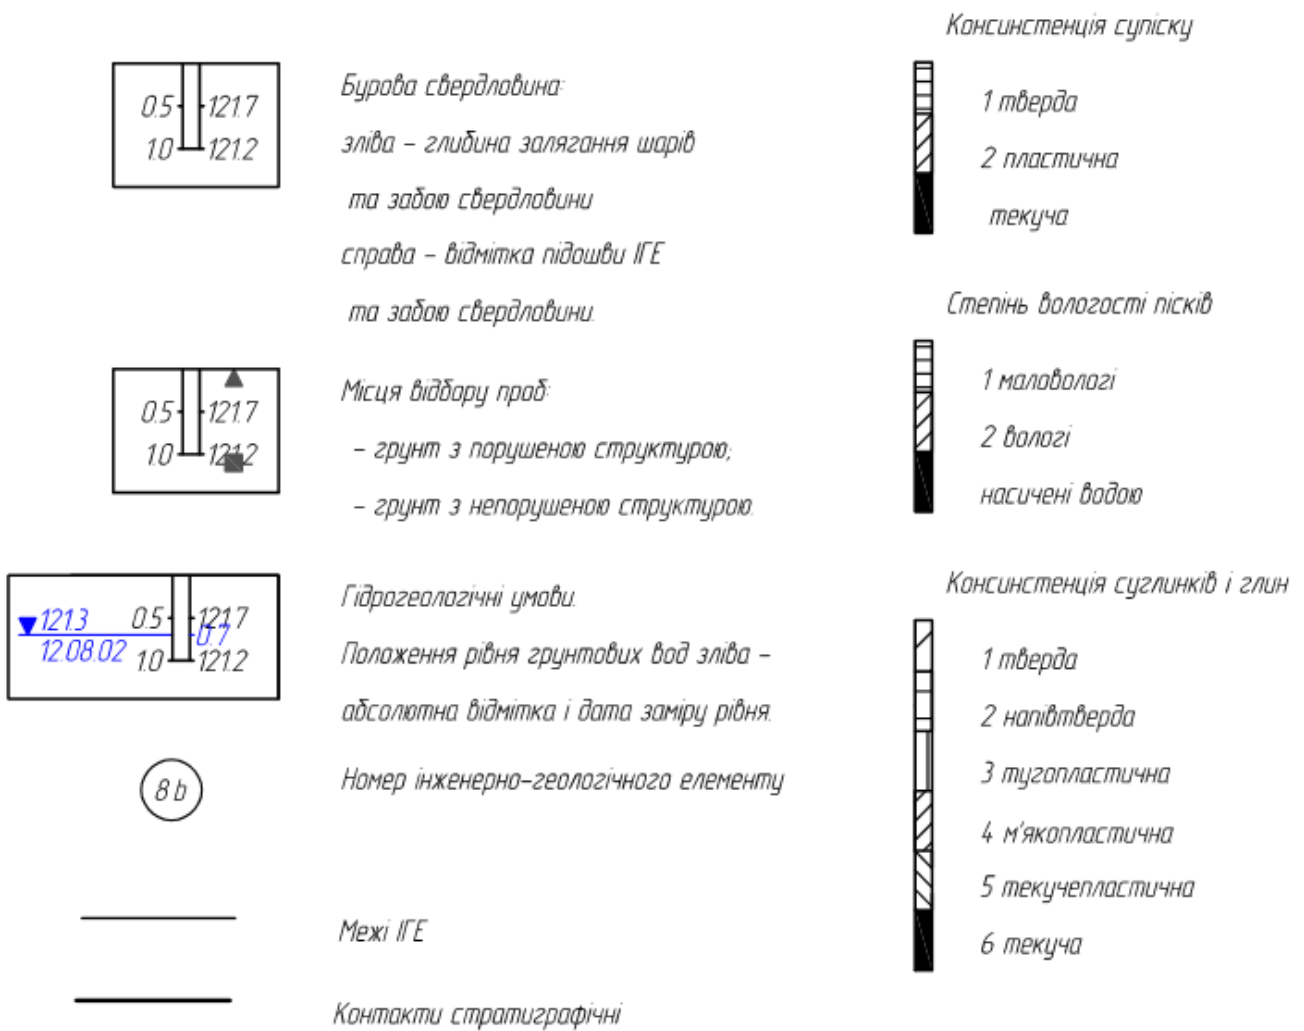 0.5 121.7
1.0 121.2
Бурова свердловина:
зліва – глибина залягання шарів
та забою свердловини
справа – відмітка підошви ІГЕ
та забою свердловини.
0.5 121.7
1.0 121.2
Місця відбору проб:
– грунт з порушеною структурою;
– грунт з непорушеною структурою.
121.3 0.5 121.7
0.7
12.08.02 1.0 121.2
Гідрогеологічні умови.
Положення рівня грунтових вод зліва –
абсолютна відмітка і дата заміру рівня.
8b
Номер інженерно-геологічного елементу
Межі ІГЕ
Контакти стратиграфічні
Консинстенція супіску
1 тверда
2 пластична
текуча
Степінь вологості пісків
1 маловологі
2 вологі
насичені водою
Консинстенція суглинків і глин
1 тверда
2 напівтверда
3 тугопластична
4 м'якопластична
5 текучепластична
6 текуча